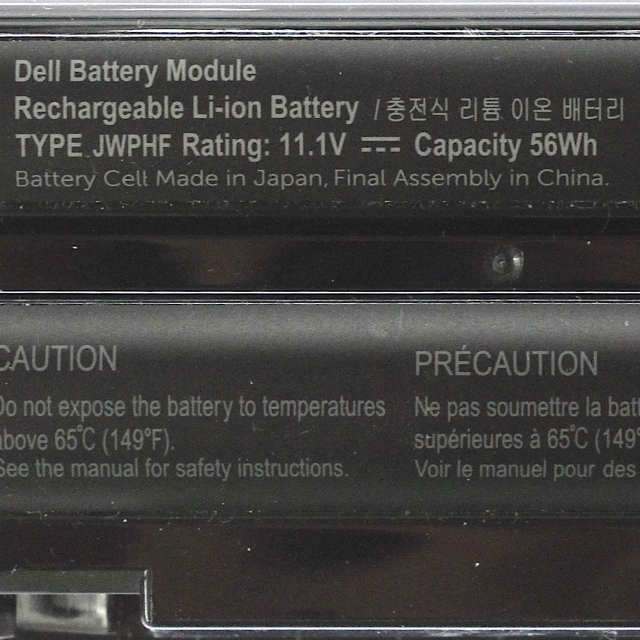 Dell Battery Module
Rechargeable Li-ion Battery / 충전식 리튬 이온 배터리
TYPE JWPHF Rating: 11.1V ⎓ Capacity 56Wh
Battery Cell Made in Japan, Final Assembly in China.
CAUTION
Do not expose the battery to temperatures
above 65°C (149°F).
See the manual for safety instructions.
PRÉCAUTION
Ne pas soumettre la batt
supérieures à 65°C (149°
Voir le manuel pour des